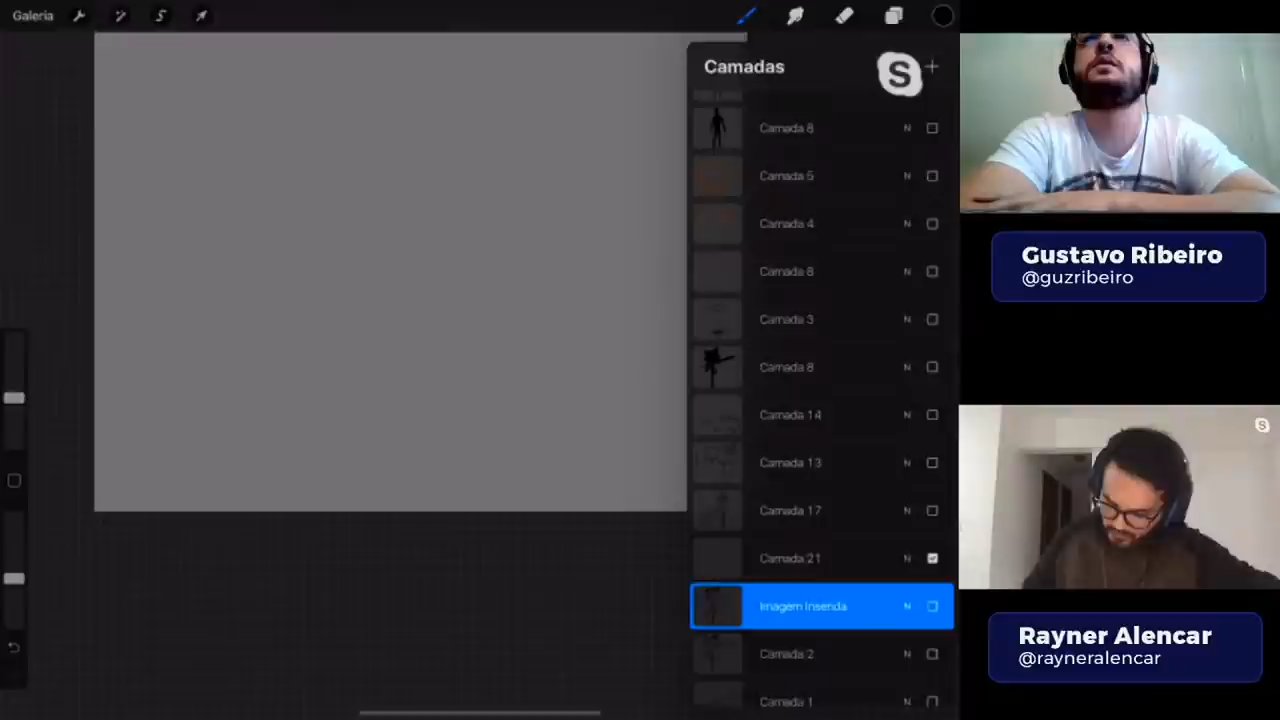 Galeria
Camadas
S
Camada 8 N
Camada 5 N
Camada 4 N
Camada 8 N
Camada 3 N
Camada 8 N
Camada 14 N
Camada 13 N
Camada 17 N
Camada 21 N
Imagem Inserida N
Camada 2 N
Camada 1 N
Gustavo Ribeiro
@guzribeiro
Rayner Alencar
@rayneralencar